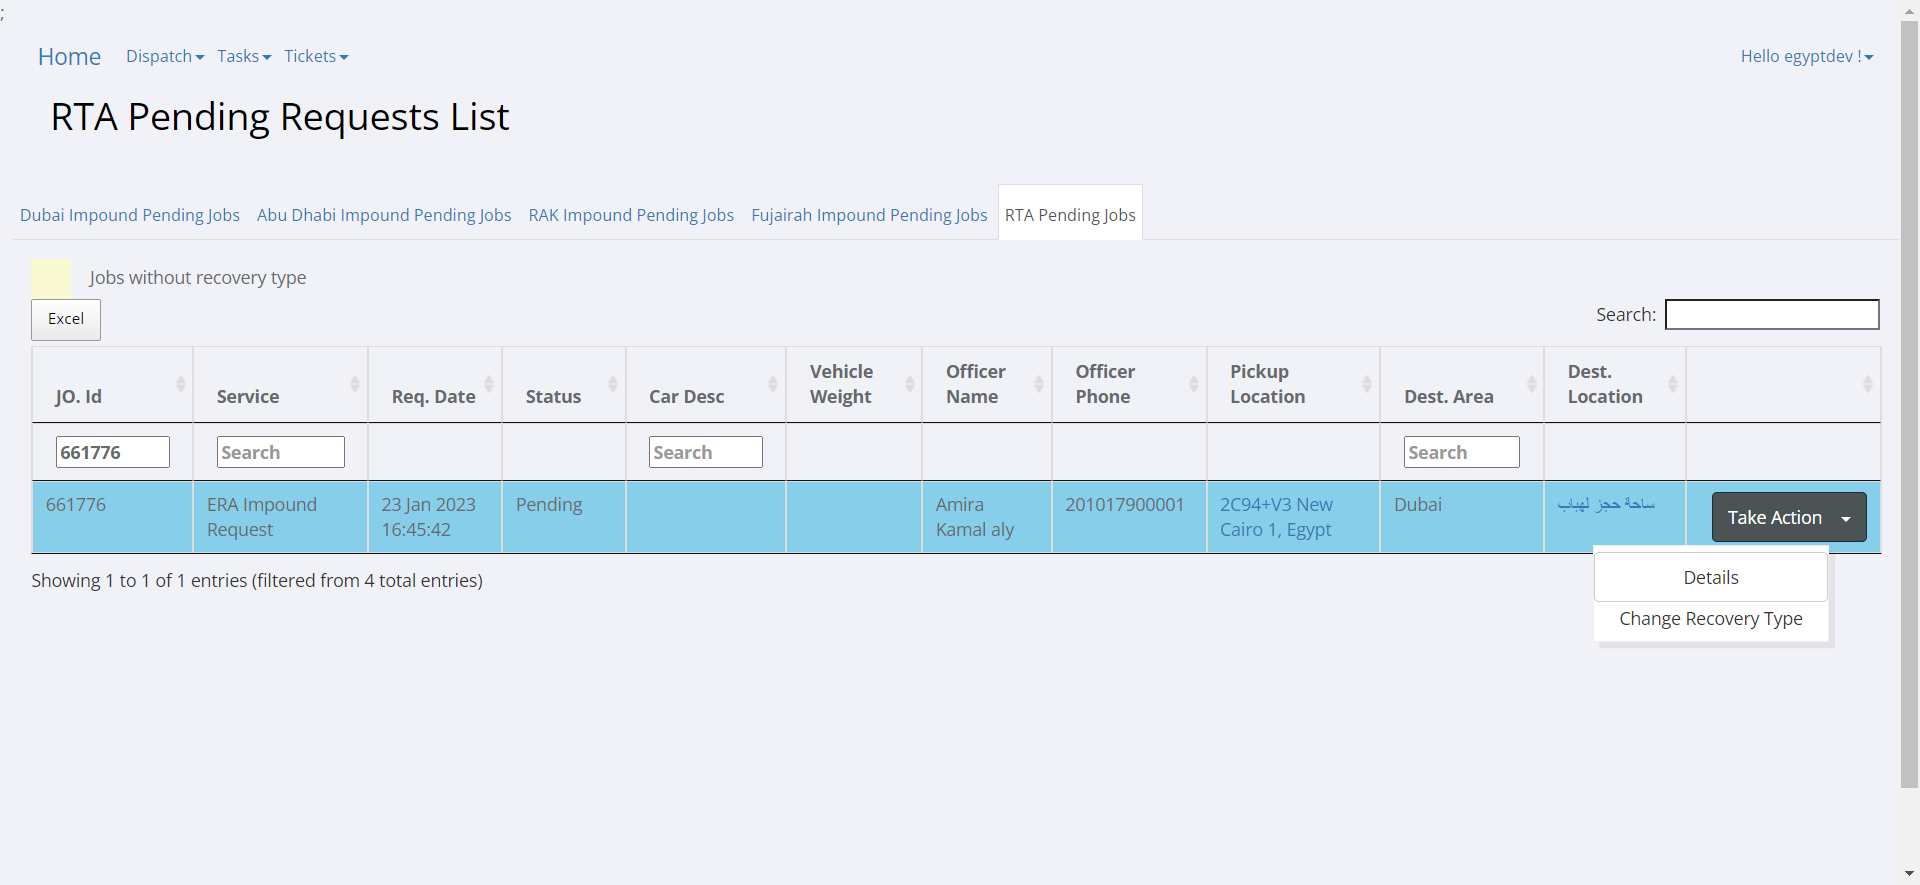 ;
Home Dispatch Tasks Tickets Hello egyptdev !
RTA Pending Requests List
Dubai Impound Pending Jobs Abu Dhabi Impound Pending Jobs RAK Impound Pending Jobs Fujairah Impound Pending Jobs RTA Pending Jobs
Jobs without recovery type
Excel
Search:
JO. Id Service Req. Date Status Car Desc Vehicle Weight Officer Name Officer Phone Pickup Location Dest. Area Dest. Location
661776 Search Search Search
661776 ERA Impound Request 23 Jan 2023 16:45:42 Pending Amira Kamal aly 201017900001 2C94+V3 New Cairo 1, Egypt Dubai ساحة حجز لهباب Take Action
Details
Change Recovery Type
Showing 1 to 1 of 1 entries (filtered from 4 total entries)